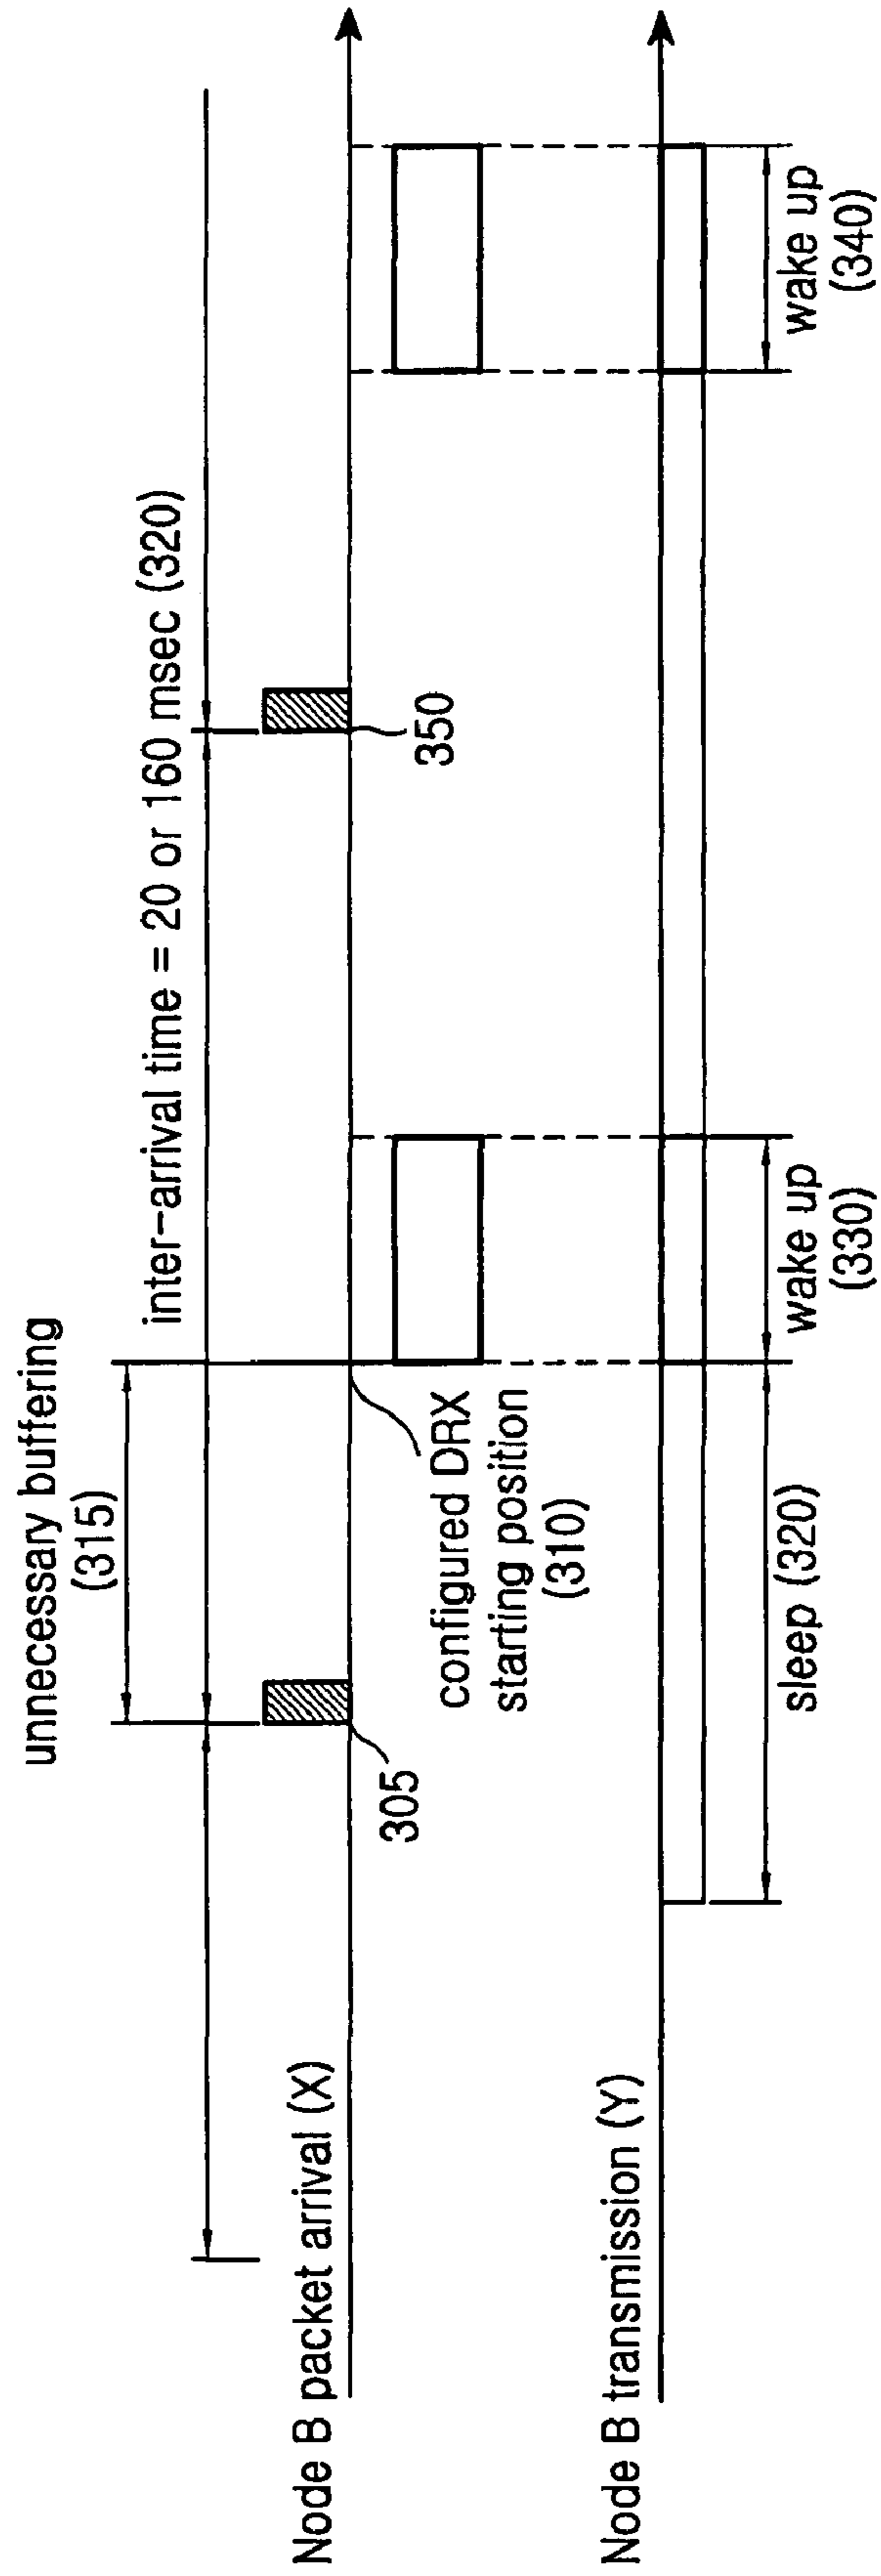 unnecessary buffering
(315)
inter-arrival time = 20 or 160 msec (320)
Node B packet arrival (X)
305
350
configured DRX
starting position
(310)
Node B transmission (Y)
sleep (320)
wake up
(330)
wake up
(340)